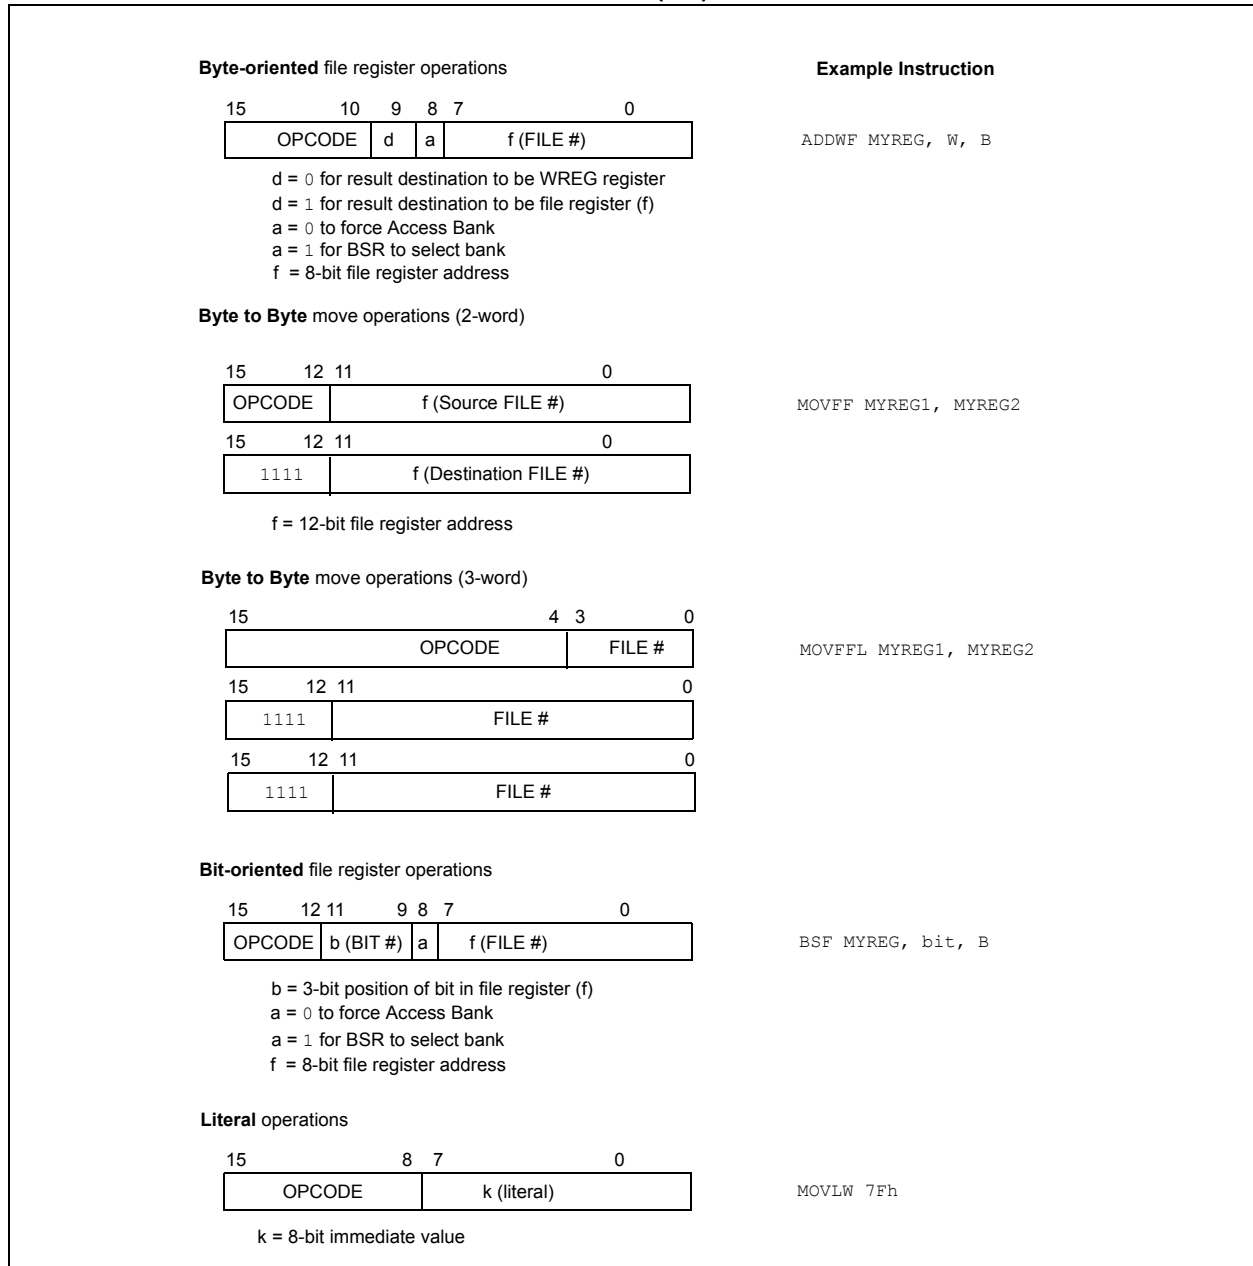 Byte-oriented file register operations
Example Instruction
15 10 9 8 7 0
OPCODE d a f (FILE #)
ADDWF MYREG, W, B
d = 0 for result destination to be WREG register
d = 1 for result destination to be file register (f)
a = 0 to force Access Bank
a = 1 for BSR to select bank
f = 8-bit file register address
Byte to Byte move operations (2-word)
15 12 11 0
OPCODE f (Source FILE #)
MOVFF MYREG1, MYREG2
15 12 11 0
1111 f (Destination FILE #)
f = 12-bit file register address
Byte to Byte move operations (3-word)
15 4 3 0
OPCODE FILE #
MOVFFL MYREG1, MYREG2
15 12 11 0
1111 FILE #
15 12 11 0
1111 FILE #
Bit-oriented file register operations
15 12 11 9 8 7 0
OPCODE b (BIT #) a f (FILE #)
BSF MYREG, bit, B
b = 3-bit position of bit in file register (f)
a = 0 to force Access Bank
a = 1 for BSR to select bank
f = 8-bit file register address
Literal operations
15 8 7 0
OPCODE k (literal)
MOVLW 7Fh
k = 8-bit immediate value